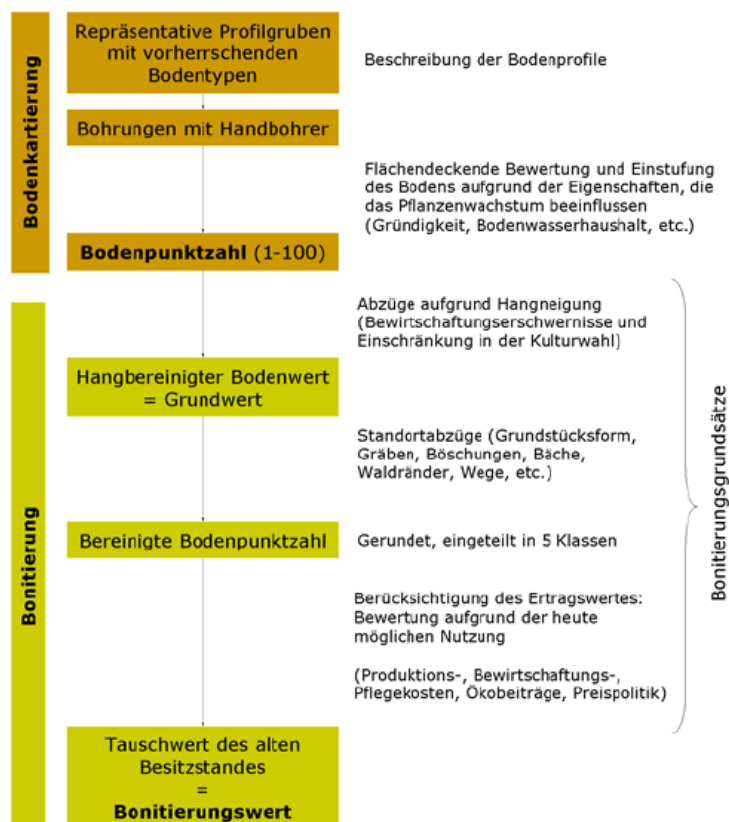 Bodenkartierung
Repräsentative Profilgruben
mit vorherrschenden
Bodentypen
Beschreibung der Bodenprofile
Bohrungen mit Handbohrer
Flächendeckende Bewertung und Einstufung
des Bodens aufgrund der Eigenschaften, die
das Pflanzenwachstum beeinflussen
(Gründigkeit, Bodenwasserhaushalt, etc.)
Bodenpunktzahl (1-100)
Bonitierung
Abzüge aufgrund Hangneigung
(Bewirtschaftungserschwernisse und
Einschränkung in der Kulturwahl)
Hangbereinigter Bodenwert
= Grundwert
Standortabzüge (Grundstücksform,
Gräben, Böschungen, Bäche,
Waldränder, Wege, etc.)
Bereinigte Bodenpunktzahl
Gerundet, eingeteilt in 5 Klassen
Berücksichtigung des Ertragswertes:
Bewertung aufgrund der heute
möglichen Nutzung
(Produktions-, Bewirtschaftungs-,
Pflegekosten, Ökobeiträge, Preispolitik)
Tauschwert des alten
Besitzstandes
=
Bonitierungswert
Bonitierungsgrundsätze